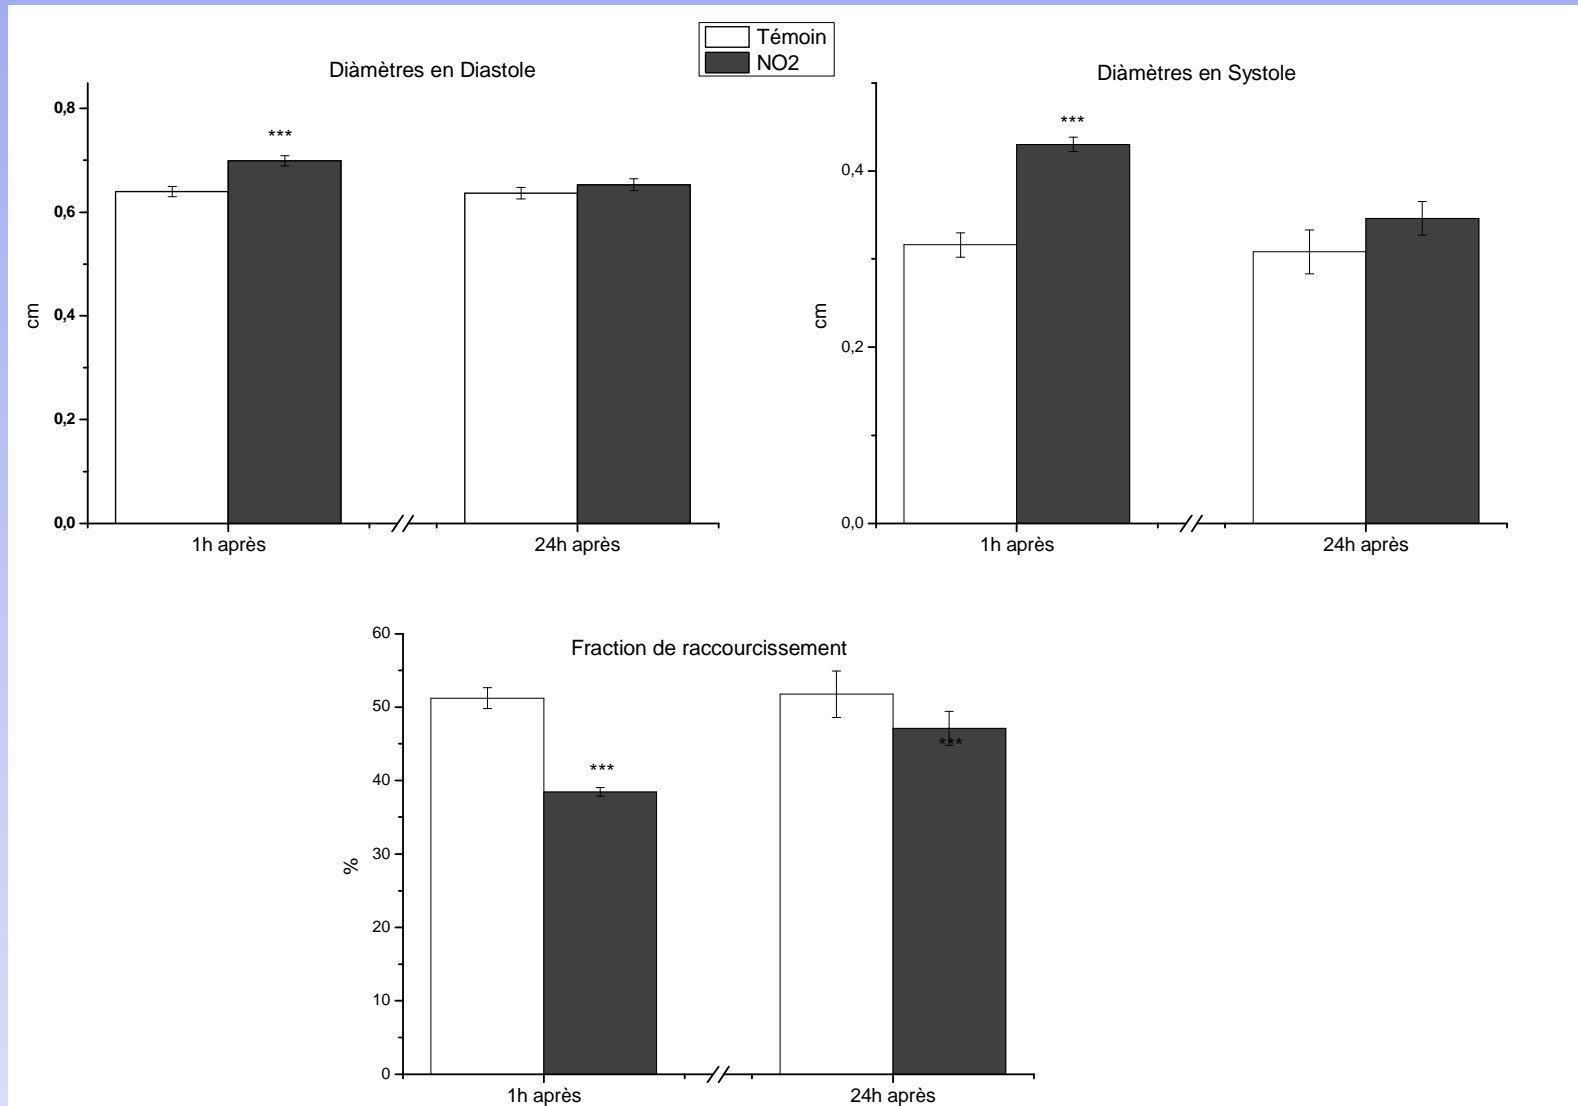 Témoin
NO2
Diàmètres en Diastole
***
0,8
0,6
0,4
0,2
0,0
cm
1h après
24h après
Diàmètres en Systole
***
0,4
0,2
0,0
cm
1h après
24h après
Fraction de raccourcissement
60
50
40
30
20
10
0
%
***
***
1h après
24h après